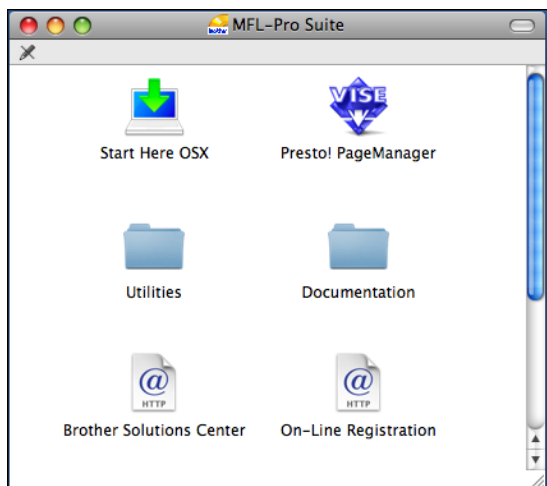 MFL-Pro Suite
Start Here OSX
VISE
Presto! PageManager
Utilities
Documentation
@
HTTP
@
HTTP
Brother Solutions Center
On-Line Registration